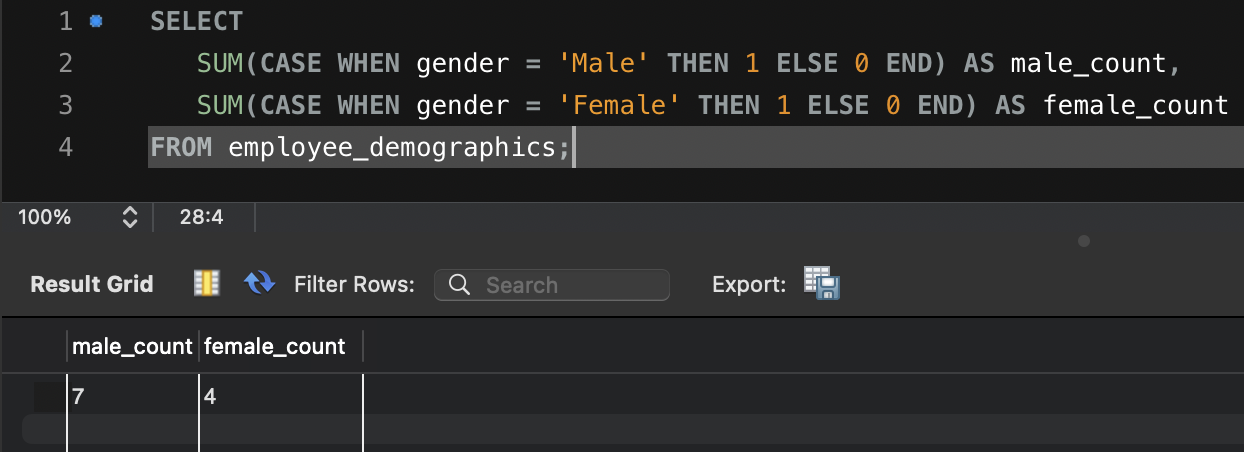 1 SELECT
2 SUM(CASE WHEN gender = 'Male' THEN 1 ELSE 0 END) AS male_count,
3 SUM(CASE WHEN gender = 'Female' THEN 1 ELSE 0 END) AS female_count
4 FROM employee_demographics;
100% 28:4
Result Grid Filter Rows: Search Export:
male_count female_count
7 4